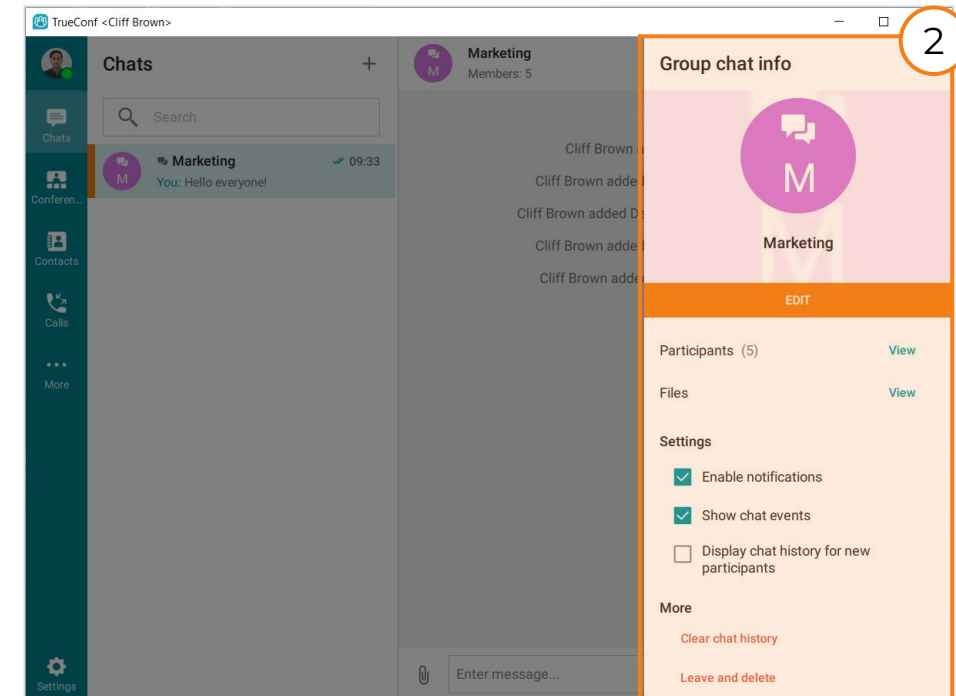 TrueConf <Cliff Brown>
2
Chats
+
Search
Marketing
09:33
M
You: Hello everyone!
Chats
Conferen...
Contacts
Calls
More
Settings
Marketing
M
Members: 5
Cliff Brown
Cliff Brown adde
Cliff Brown added D
Cliff Brown adde
Cliff Brown adde
Enter message...
Group chat info
M
Marketing
EDIT
Participants (5)
View
Files
View
Settings
Enable notifications
Show chat events
Display chat history for new
participants
More
Clear chat history
Leave and delete